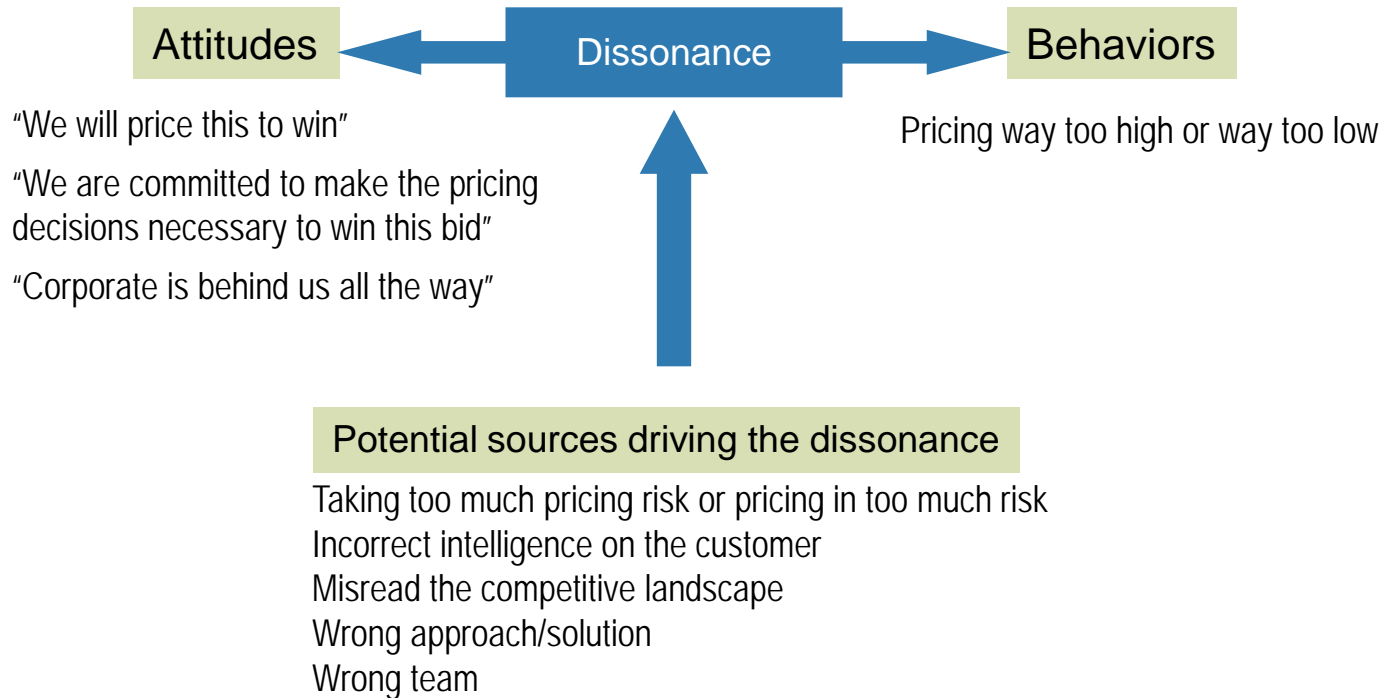 Attitudes
Dissonance
Behaviors
“We will price this to win”
“We are committed to make the pricing
decisions necessary to win this bid”
“Corporate is behind us all the way”
Pricing way too high or way too low
Potential sources driving the dissonance
Taking too much pricing risk or pricing in too much risk
Incorrect intelligence on the customer
Misread the competitive landscape
Wrong approach/solution
Wrong team